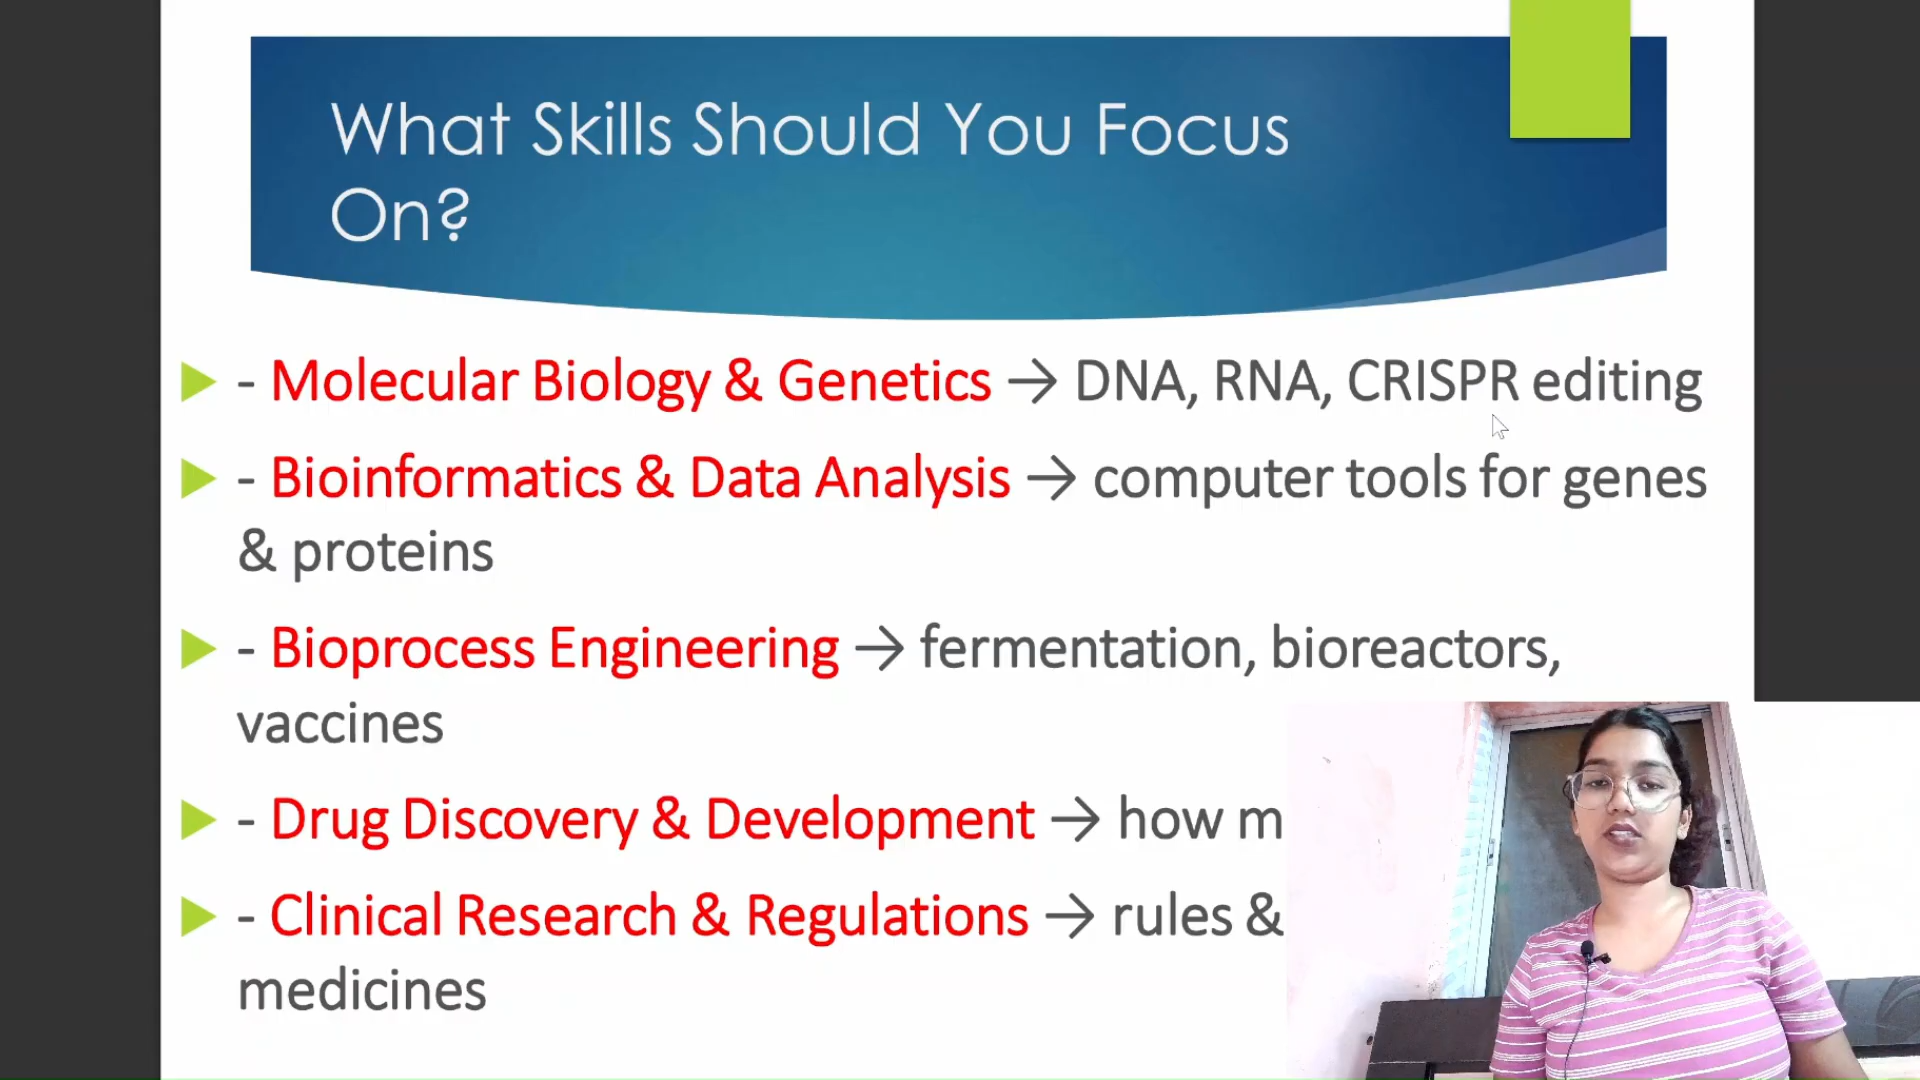 What Skills Should You Focus
On?
- Molecular Biology & Genetics → DNA, RNA, CRISPR editing
- Bioinformatics & Data Analysis → computer tools for genes
& proteins
- Bioprocess Engineering → fermentation, bioreactors,
vaccines
- Drug Discovery & Development → how
- Clinical Research & Regulations → rules &
medicines